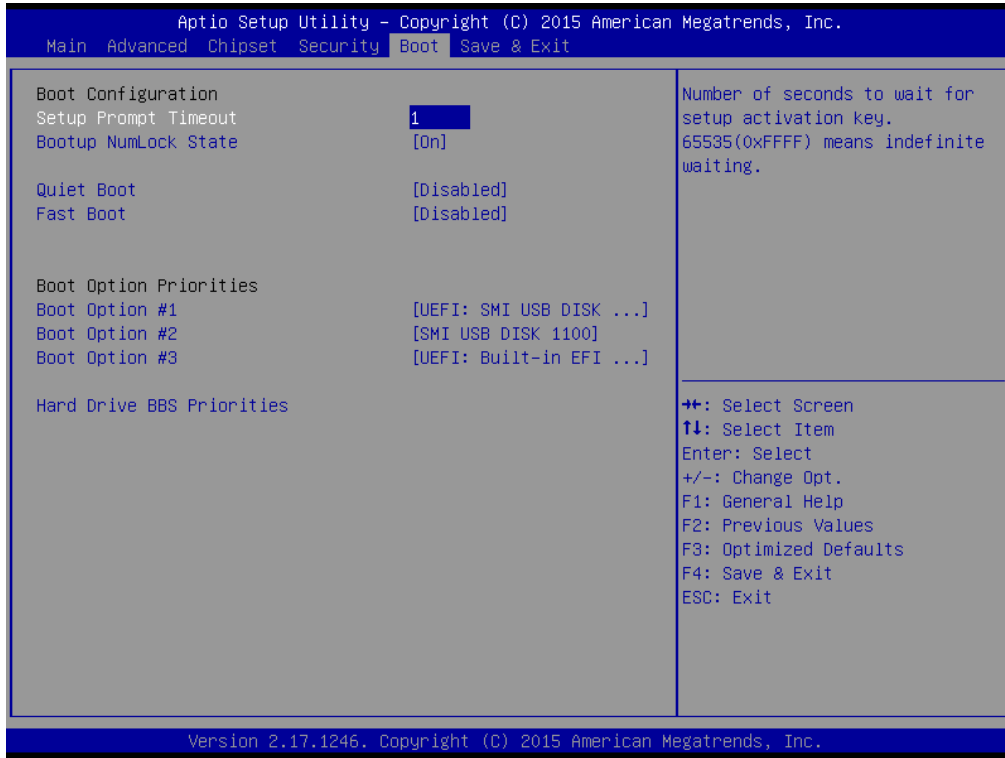 Aptio Setup Utility – Copyright (C) 2015 American Megatrends, Inc.
Main Advanced Chipset Security Boot Save & Exit
Boot Configuration
Setup Prompt Timeout 1
Bootup NumLock State [On]
Quiet Boot [Disabled]
Fast Boot [Disabled]
Boot Option Priorities
Boot Option #1 [UEFI: SMI USB DISK ...]
Boot Option #2 [SMI USB DISK 1100]
Boot Option #3 [UEFI: Built-in EFI ...]
Hard Drive BBS Priorities
Number of seconds to wait for
setup activation key.
65535(0xFFFF) means indefinite
waiting.
→←: Select Screen
↑↓: Select Item
Enter: Select
+/-: Change Opt.
F1: General Help
F2: Previous Values
F3: Optimized Defaults
F4: Save & Exit
ESC: Exit
Version 2.17.1246. Copyright (C) 2015 American Megatrends, Inc.